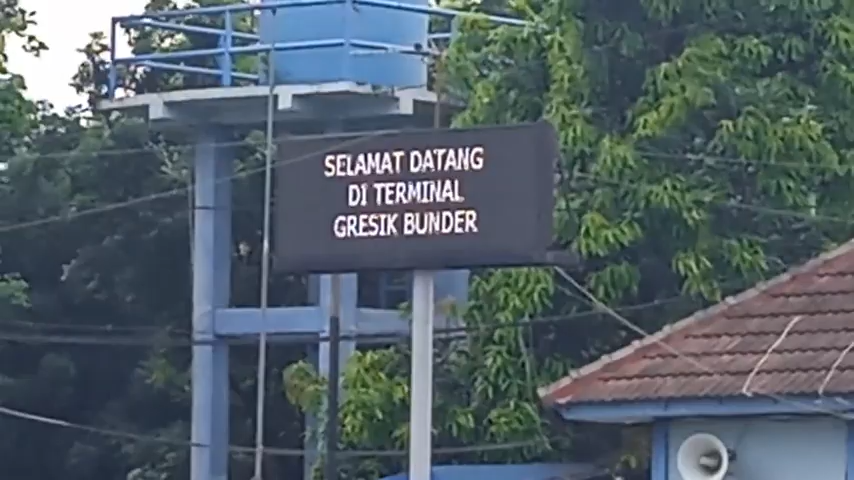 SELAMAT DATANG
DI TERMINAL
GRESIK BUNDER